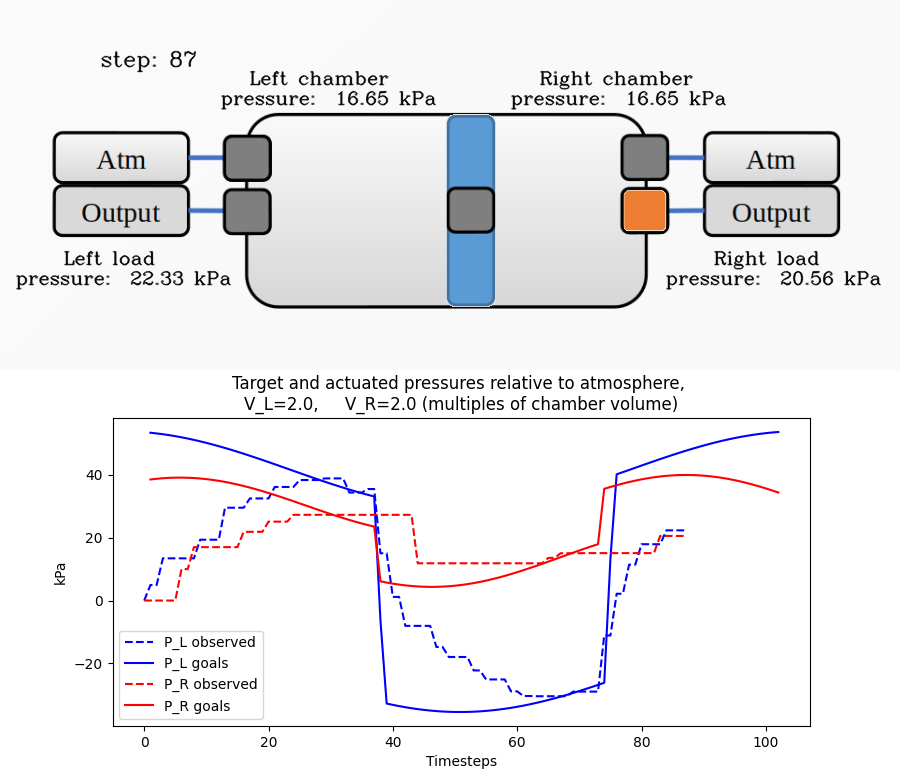 step: 87
Left chamber
pressure: 16.65 kPa
Right chamber
pressure: 16.65 kPa
Atm
Output
Atm
Output
Left load
pressure: 22.33 kPa
Right load
pressure: 20.56 kPa
Target and actuated pressures relative to atmosphere,
V_L=2.0, V_R=2.0 (multiples of chamber volume)
kPa
40
20
0
−20
P_L observed
P_L goals
P_R observed
P_R goals
0 20 40 60 80 100
Timesteps